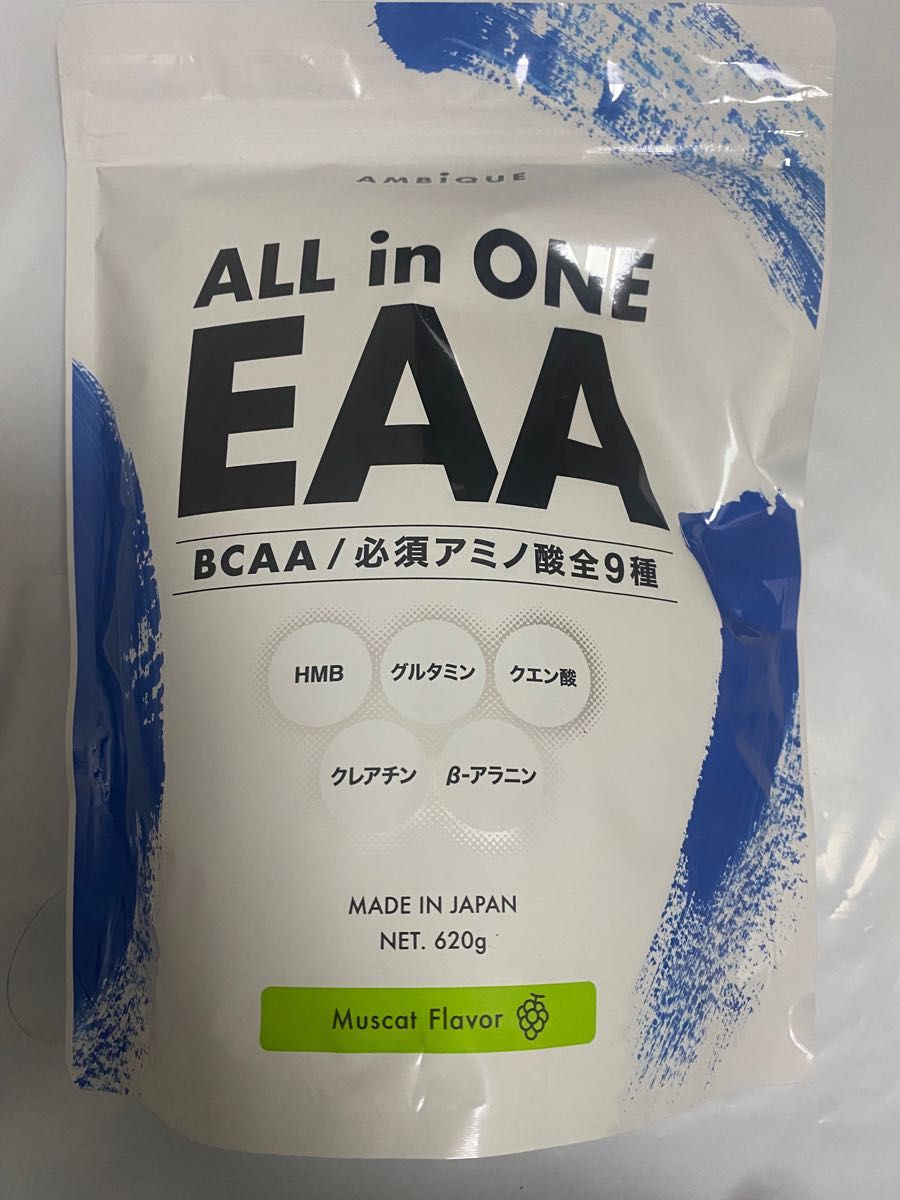 AMBiQUE
ALL in ONE
EAA
BCAA / 必須アミノ酸全9種
HMB グルタミン クエン酸
クレアチン β-アラニン
MADE IN JAPAN
NET. 620g
Muscat Flavor